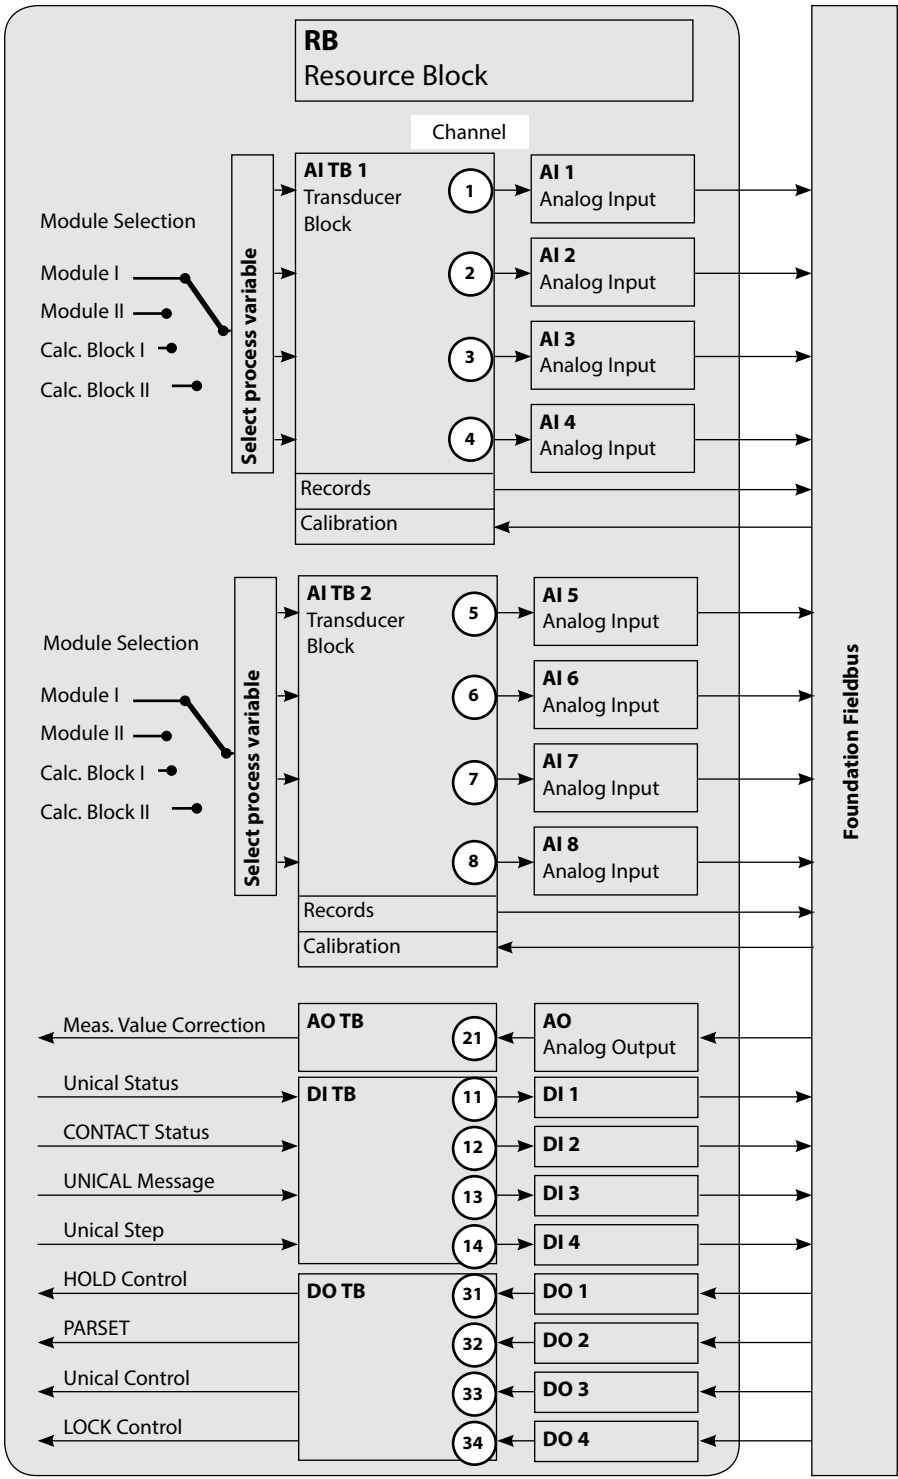 RB
Resource Block
Channel
AI TB 1
Transducer
Block
1
AI 1
Analog Input
Module Selection
Module I
Module II
Calc. Block I
Calc. Block II
Select process variable
2
AI 2
Analog Input
3
AI 3
Analog Input
4
AI 4
Analog Input
Records
Calibration
AI TB 2
Transducer
Block
5
AI 5
Analog Input
Module Selection
Module I
Module II
Calc. Block I
Calc. Block II
Select process variable
6
AI 6
Analog Input
7
AI 7
Analog Input
8
AI 8
Analog Input
Records
Calibration
Foundation Fieldbus
Meas. Value Correction
AO TB
21
AO
Analog Output
Unical Status
DI TB
11
DI 1
CONTACT Status
12
DI 2
UNICAL Message
13
DI 3
Unical Step
14
DI 4
HOLD Control
DO TB
31
DO 1
PARSET
32
DO 2
Unical Control
33
DO 3
LOCK Control
34
DO 4